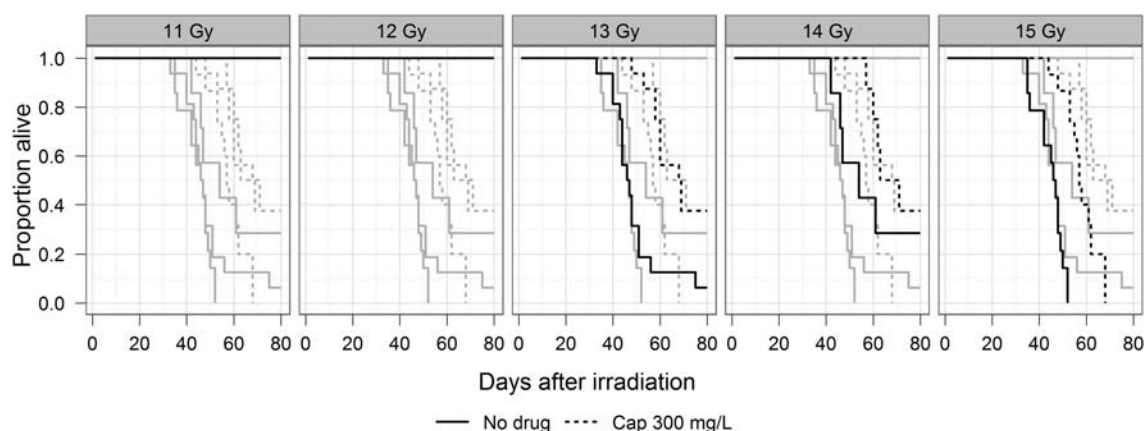 11 Gy 12 Gy 13 Gy 14 Gy 15 Gy
Proportion alive
1.0
0.8
0.6
0.4
0.2
0.0
0 20 40 60 80 0 20 40 60 80 0 20 40 60 80 0 20 40 60 80 0 20 40 60 80
Days after irradiation
No drug Cap 300 mg/L